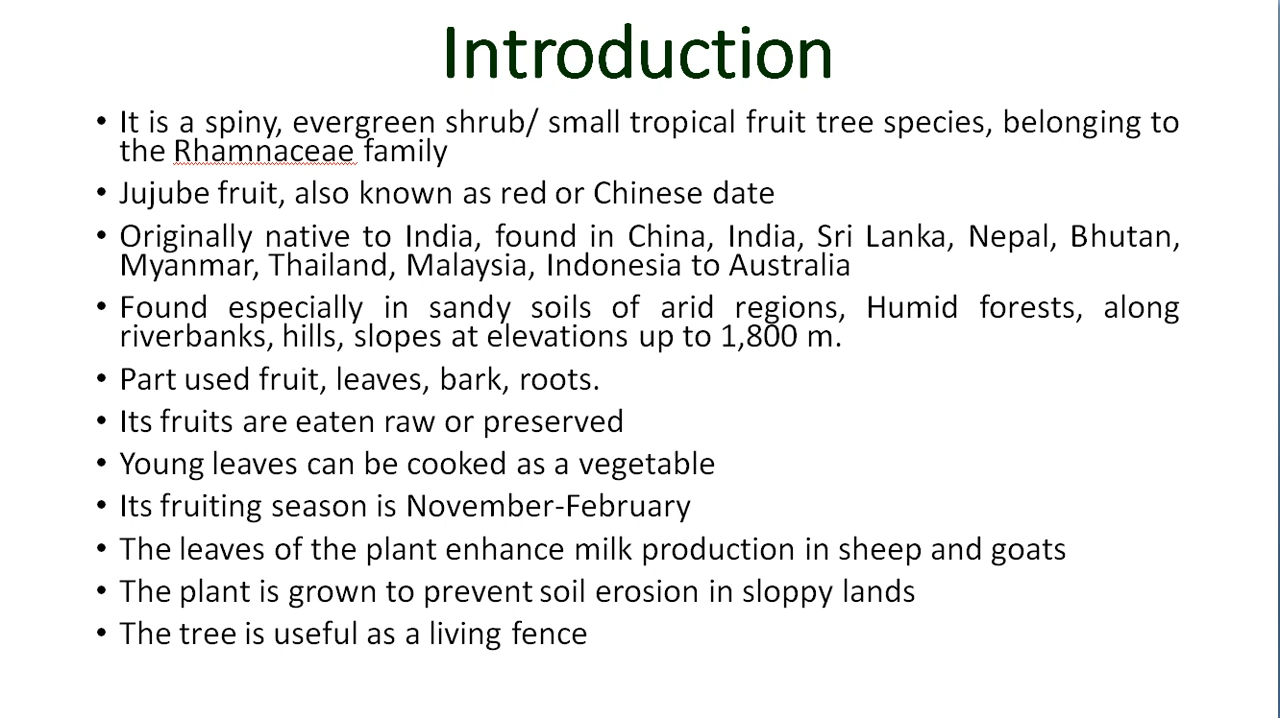 Introduction
• It is a spiny, evergreen shrub/ small tropical fruit tree species, belonging to
the Rhamnaceae family
• Jujube fruit, also known as red or Chinese date
• Originally native to India, found in China, India, Sri Lanka, Nepal, Bhutan,
Myanmar, Thailand, Malaysia, Indonesia to Australia
• Found especially in sandy soils of arid regions, Humid forests, along
riverbanks, hills, slopes at elevations up to 1,800 m.
• Part used fruit, leaves, bark, roots.
• Its fruits are eaten raw or preserved
• Young leaves can be cooked as a vegetable
• Its fruiting season is November-February
• The leaves of the plant enhance milk production in sheep and goats
• The plant is grown to prevent soil erosion in sloppy lands
• The tree is useful as a living fence